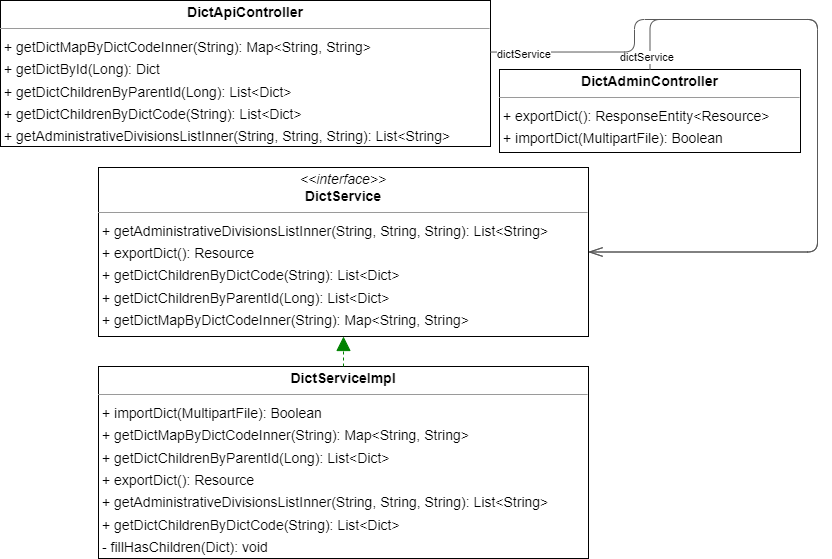 DictApiController
+ getDictMapByDictCodeInner(String): Map<String, String>
+ getDictById(Long): Dict
+ getDictChildrenByParentId(Long): List<Dict>
+ getDictChildrenByDictCode(String): List<Dict>
+ getAdministrativeDivisionsListInner(String, String, String): List<String>
dictService
dictService
DictAdminController
+ exportDict(): ResponseEntity<Resource>
+ importDict(MultipartFile): Boolean
<<interface>>
DictService
+ getAdministrativeDivisionsListInner(String, String, String): List<String>
+ exportDict(): Resource
+ getDictChildrenByDictCode(String): List<Dict>
+ getDictChildrenByParentId(Long): List<Dict>
+ getDictMapByDictCodeInner(String): Map<String, String>
DictServiceImpl
+ importDict(MultipartFile): Boolean
+ getDictMapByDictCodeInner(String): Map<String, String>
+ getDictChildrenByParentId(Long): List<Dict>
+ exportDict(): Resource
+ getAdministrativeDivisionsListInner(String, String, String): List<String>
+ getDictChildrenByDictCode(String): List<Dict>
- fillHasChildren(Dict): void